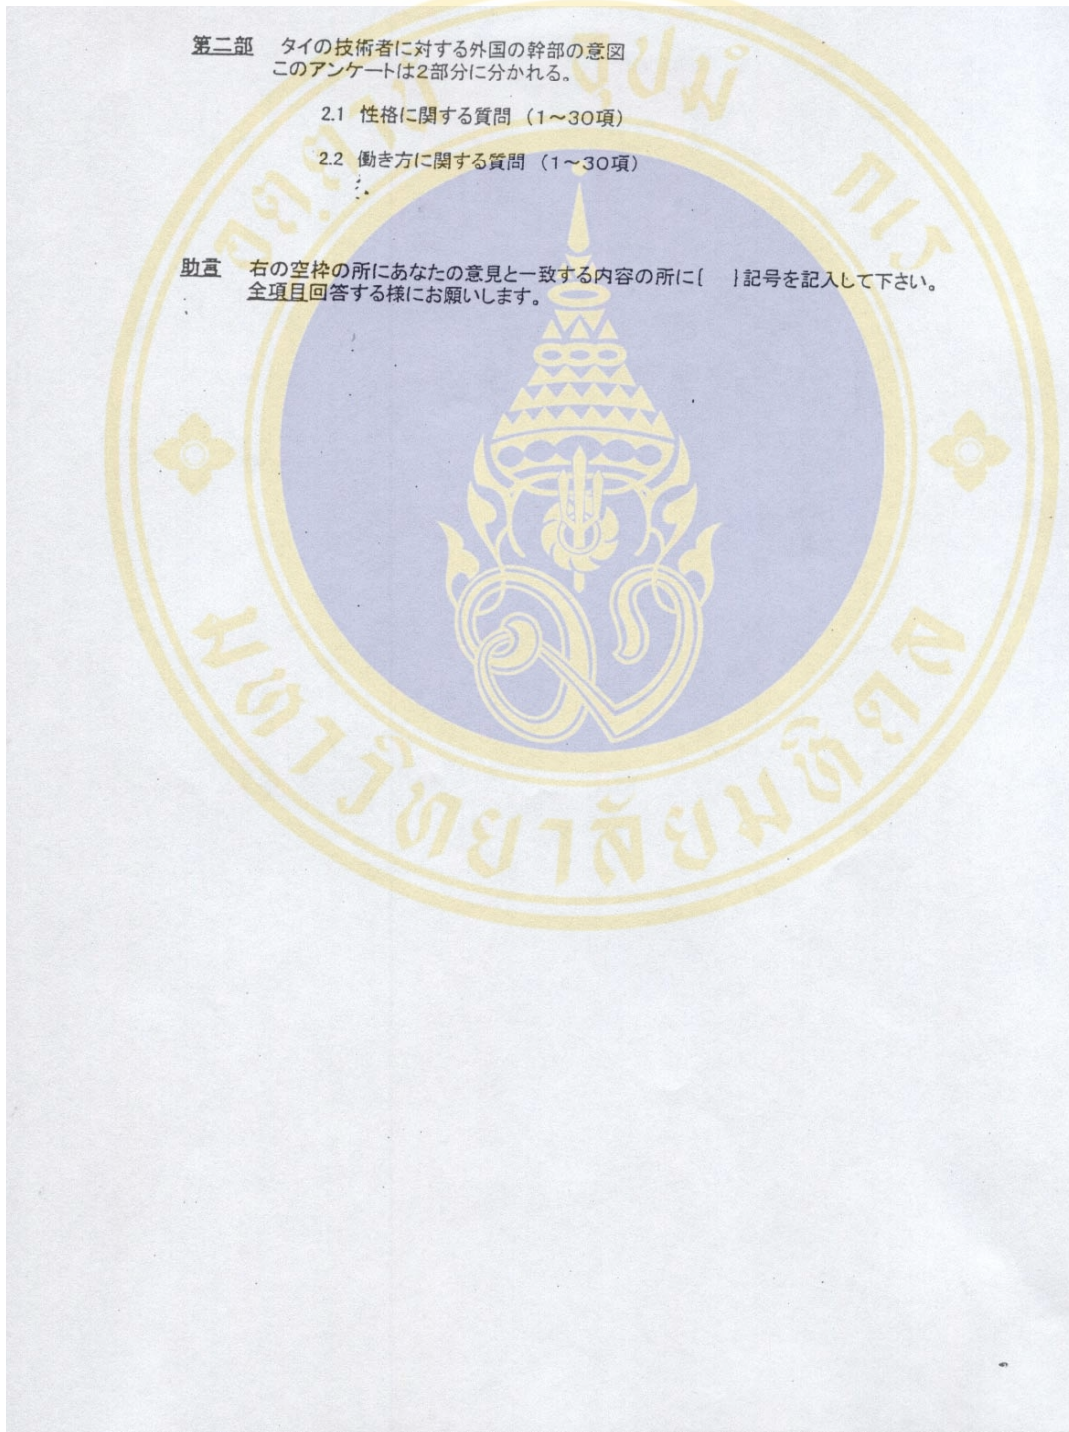 第二部 タイの技術者に対する外国の幹部の意図
このアンケートは2部分に分かれる。
2.1 性格に関する質問 (1～30項)
2.2 働き方に関する質問 (1～30項)
助言 右の空枠の所にあなたの意見と一致する内容の所に[ ]記号を記入して下さい。
全項目回答する様にお願いします。
มหาวิทยาลัยมหิดล